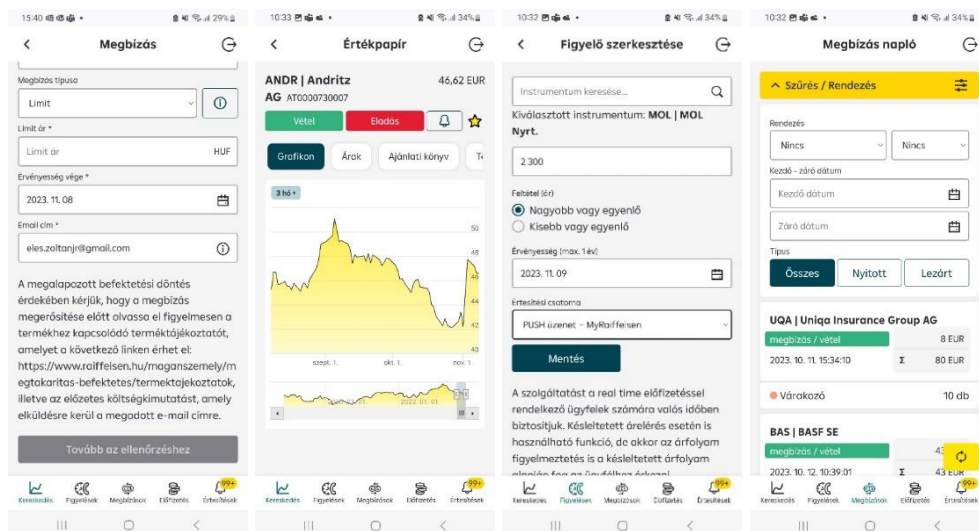 15:40
29%
Megbízás
Megbízás típusa
Limit
Limit ár *
Limit ár
HUF
Érvényesség vége *
2023. 11. 08
Email cím *
eles.zoltanjr@gmail.com
A megalapozott befektetési döntés
érdekében kérjük, hogy a megbízás
megerősítése előtt olvassa el figyelmesen a
termékhez kapcsolódó terméktájékoztatót,
amelyet a következő linken érhet el:
https://www.raiffeisen.hu/maganszemely/m
egtakaritas-befektetes/termektajekoztatok,
illetve az előzetes költségkimutatást, amely
elküldésre kerül a megadott e-mail címre.
Tovább az ellenőrzéshez
Kereskedés Figyelések Megbízások Előfizetés Értesítések
99+
10:33
34%
Értékpapír
ANDR | Andritz
46,62 EUR
AG AT0000730007
Vétel Eladás
Grafikon Árak Ajánlati könyv
3 hó
50
48
46
44
42
40
szept. 1. okt. 1. nov. 1.
2022. 01. 01
Kereskedés Figyelések Megbízások Előfizetés Értesítések
99+
10:32
34%
Figyelő szerkesztése
Instrumentum keresése...
Kiválasztott instrumentum: MOL | MOL
Nyrt.
2 300
Feltétel (ár)
Nagyobb vagy egyenlő
Kisebb vagy egyenlő
Érvényesség (max. 1 év)
2023. 11. 09
Értesítési csatorna
PUSH üzenet – MyRaiffeisen
Mentés
A szolgáltatást a real time előfizetéssel
rendelkező ügyfelek számára valós időben
biztosítjuk. Késleltetett árelérés esetén is
használható funkció, de akkor az árfolyam
figyelmeztetés is a késleltetett árfolyam
alapján fog az ügyfélhez érkezni
Kereskedés Figyelések Megbízások Előfizetés Értesítések
99+
10:32
34%
Megbízás napló
Szűrés / Rendezés
Rendezés
Nincs Nincs
Kezdő - záró dátum
Kezdő dátum
Záró dátum
Típus
Összes Nyitott Lezárt
UQA | Uniqa Insurance Group AG
megbízás / vétel 8 EUR
2023. 10. 11. 15:34:10 Σ 80 EUR
Várakozó 10 db
BAS | BASF SE
megbízás / vétel
2023. 10. 12. 10:39:01 Σ 43 EUR
Kereskedés Figyelések Megbízások Előfizetés Értesítések
99+